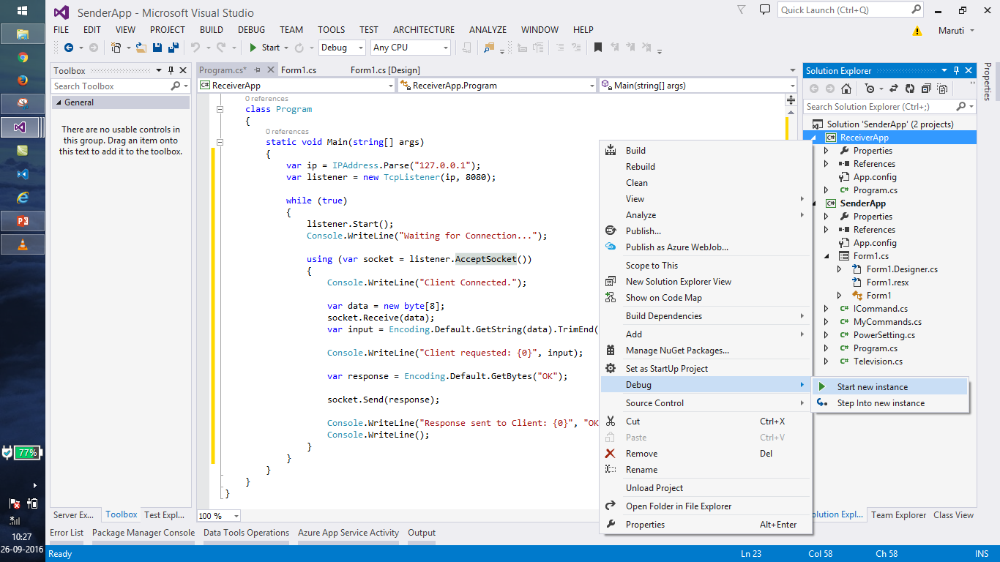 SenderApp - Microsoft Visual Studio
Quick Launch (Ctrl+Q)
FILE EDIT VIEW PROJECT BUILD DEBUG TEAM TOOLS TEST ARCHITECTURE ANALYZE WINDOW HELP
Maruti
Start Debug Any CPU
Toolbox
Search Toolbox
General
There are no usable controls in
this group. Drag an item onto
this text to add it to the toolbox.
Server Ex... Toolbox Test Expl...
Program.cs* Form1.cs Form1.cs [Design]
ReceiverApp ReceiverApp.Program Main(string[] args)
0 references
class Program
{
0 references
static void Main(string[] args)
{
var ip = IPAddress.Parse("127.0.0.1");
var listener = new TcpListener(ip, 8080);
while (true)
{
listener.Start();
Console.WriteLine("Waiting for Connection...");
using (var socket = listener.AcceptSocket())
{
Console.WriteLine("Client Connected.");
var data = new byte[8];
socket.Receive(data);
var input = Encoding.Default.GetString(data).TrimEnd(
Console.WriteLine("Client requested: {0}", input);
var response = Encoding.Default.GetBytes("OK");
socket.Send(response);
Console.WriteLine("Response sent to Client: {0}", "OK
Console.WriteLine();
}
}
}
}
}
100 %
Build
Rebuild
Clean
View
Analyze
Publish...
Publish as Azure WebJob...
Scope to This
New Solution Explorer View
Show on Code Map
Build Dependencies
Add
Manage NuGet Packages...
Set as StartUp Project
Debug
Source Control
Cut Ctrl+X
Paste Ctrl+V
Remove Del
Rename
Unload Project
Open Folder in File Explorer
Properties Alt+Enter
Start new instance
Step Into new instance
Solution Explorer
Search Solution Explorer (Ctrl+;)
Solution 'SenderApp' (2 projects)
ReceiverApp
Properties
References
App.config
Program.cs
SenderApp
Properties
References
App.config
Form1.cs
Form1.Designer.cs
Form1.resx
Form1
ICommand.cs
MyCommands.cs
PowerSetting.cs
Program.cs
Television.cs
olution Expl... Team Explorer Class View
Properties
Error List Package Manager Console Data Tools Operations Azure App Service Activity Output
Ready Ln 23 Col 58 Ch 58 INS
77%
10:27
26-09-2016